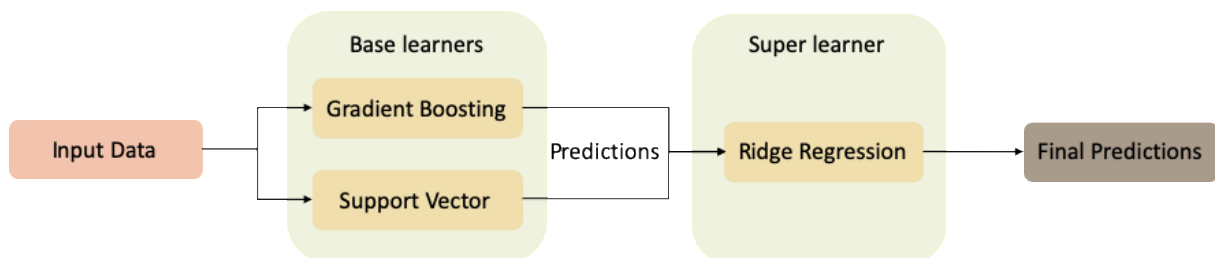 Base learners
Super learner
Gradient Boosting
Input Data
Predictions
Ridge Regression
Final Predictions
Support Vector